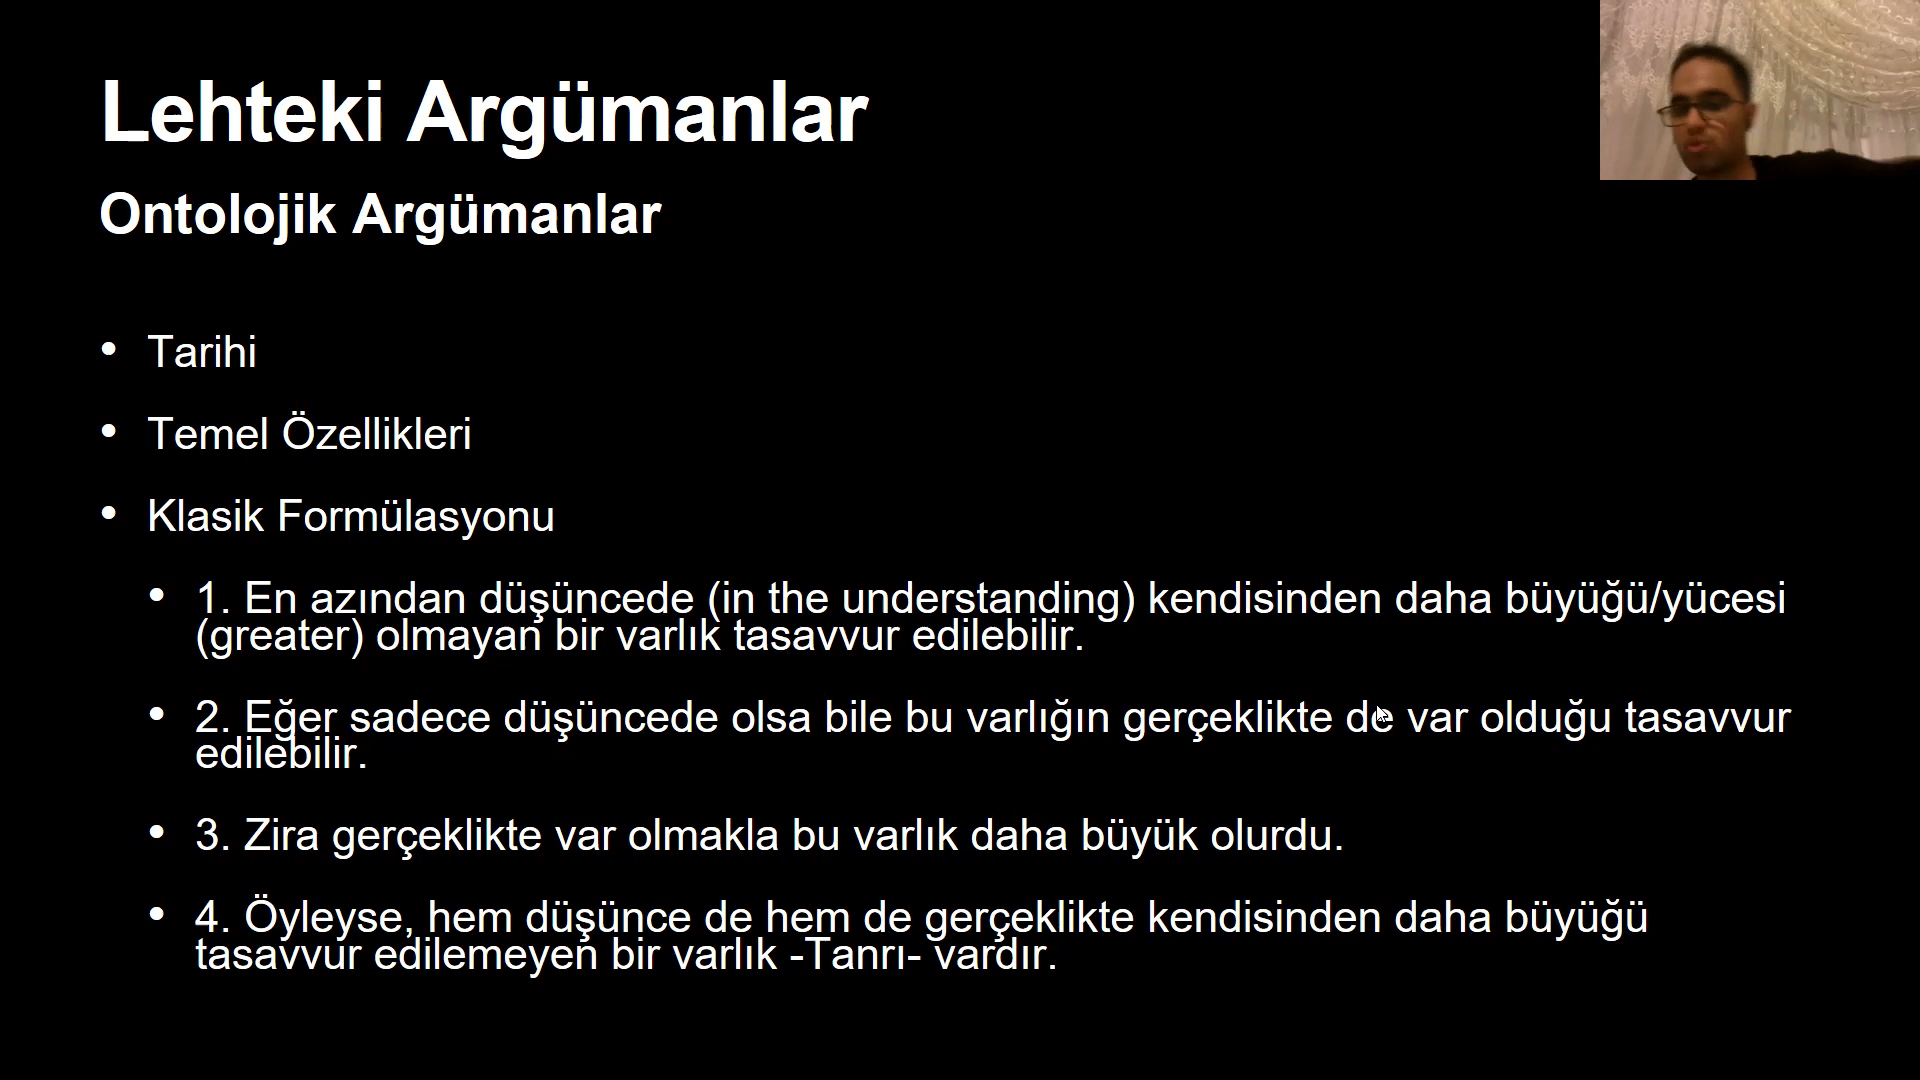 Lehteki Argümanlar
Ontolojik Argümanlar
• Tarihi
• Temel Özellikleri
• Klasik Formülasyonu
• 1. En azından düşüncede (in the understanding) kendisinden daha büyüğü/yücesi
(greater) olmayan bir varlık tasavvur edilebilir.
• 2. Eğer sadece düşüncede olsa bile bu varlığın gerçeklikte de var olduğu tasavvur
edilebilir.
• 3. Zira gerçeklikte var olmakla bu varlık daha büyük olurdu.
• 4. Öyleyse, hem düşünce de hem de gerçeklikte kendisinden daha büyüğü
tasavvur edilemeyen bir varlık -Tanrı- vardır.